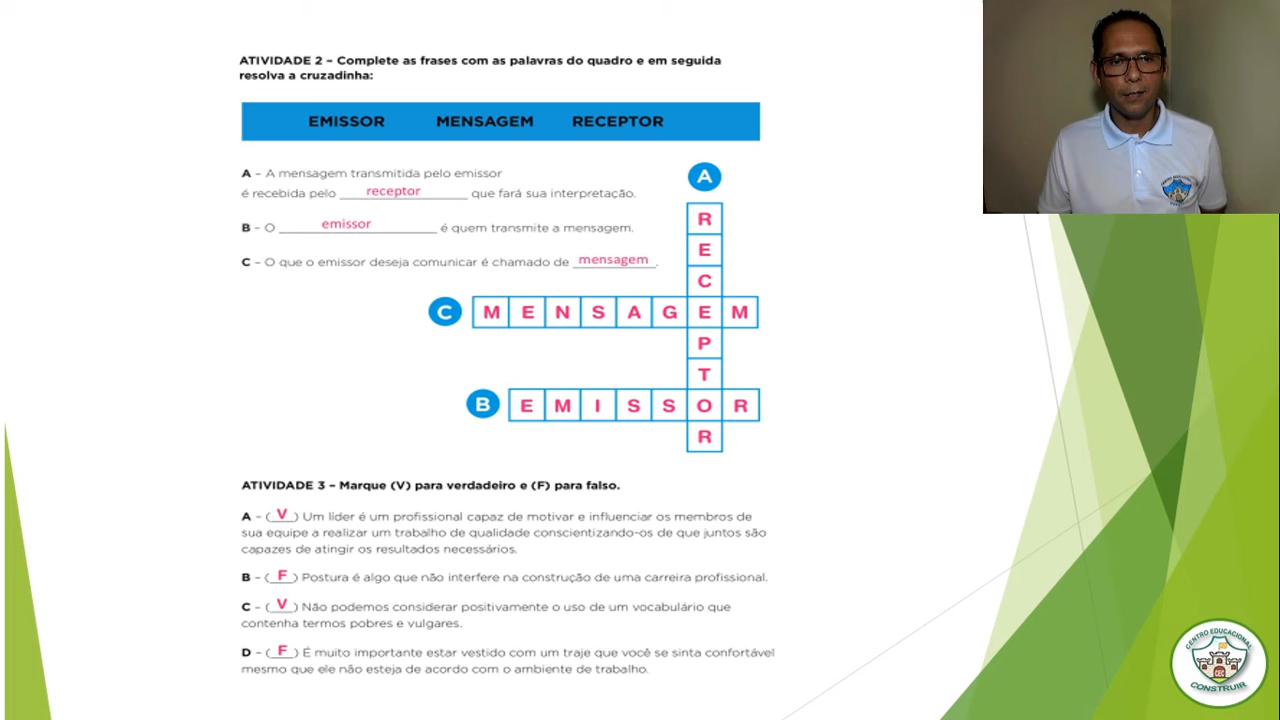 ATIVIDADE 2 – Complete as frases com as palavras do quadro e em seguida
resolva a cruzadinha:
EMISSOR MENSAGEM RECEPTOR
A – A mensagem transmitida pelo emissor
é recebida pelo receptor que fará sua interpretação.
B – O emissor é quem transmite a mensagem.
C – O que o emissor deseja comunicar é chamado de mensagem.
A
R
E
C
C MENSAGEM
P
T
B EMISSOR
R
ATIVIDADE 3 – Marque (V) para verdadeiro e (F) para falso.
A – (V) Um líder é um profissional capaz de motivar e influenciar os membros de
sua equipe a realizar um trabalho de qualidade conscientizando-os de que juntos são
capazes de atingir os resultados necessários.
B – (F) Postura é algo que não interfere na construção de uma carreira profissional.
C – (V) Não podemos considerar positivamente o uso de um vocabulário que
contenha termos pobres e vulgares.
D – (F) É muito importante estar vestido com um traje que você se sinta confortável
mesmo que ele não esteja de acordo com o ambiente de trabalho.
CENTRO EDUCACIONAL
CEC
CONSTRUIR